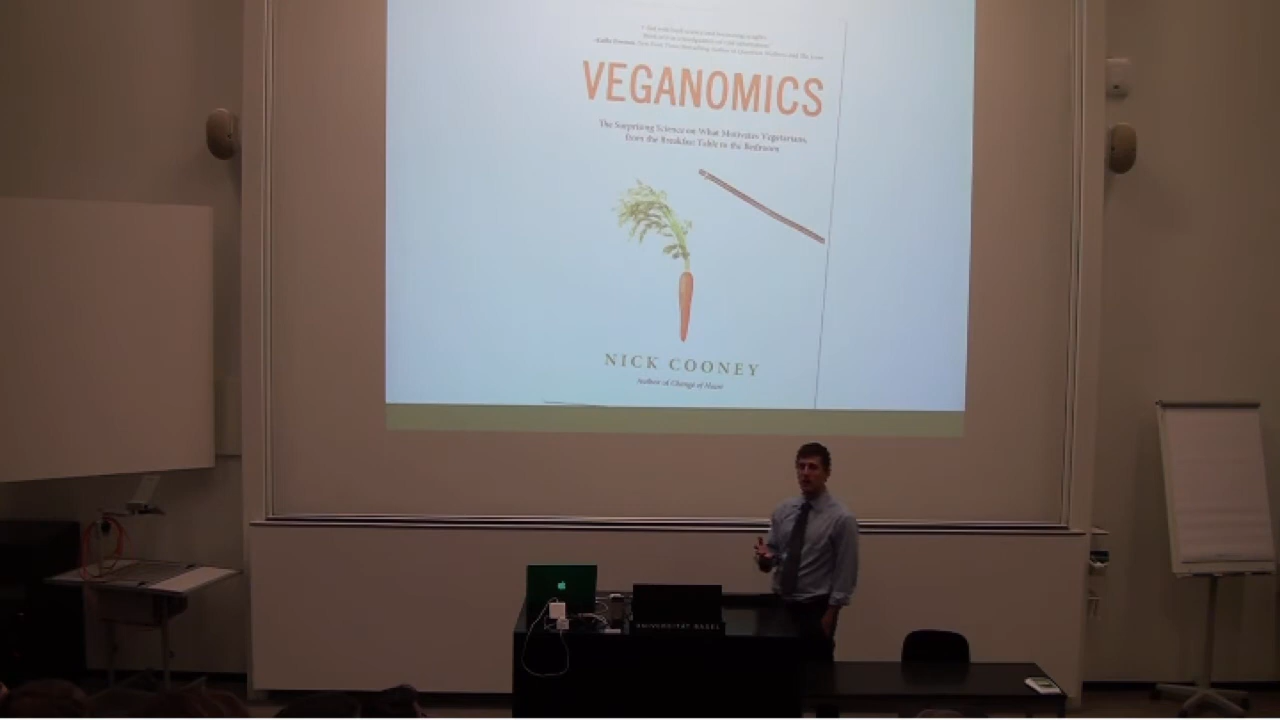 VEGANOMICS
The Surprising Science on What Motivates Vegetarians,
from the Breakfast Table to the Bedroom
NICK COONEY
Author of Change of Heart
UNIVERSITÄT BASEL